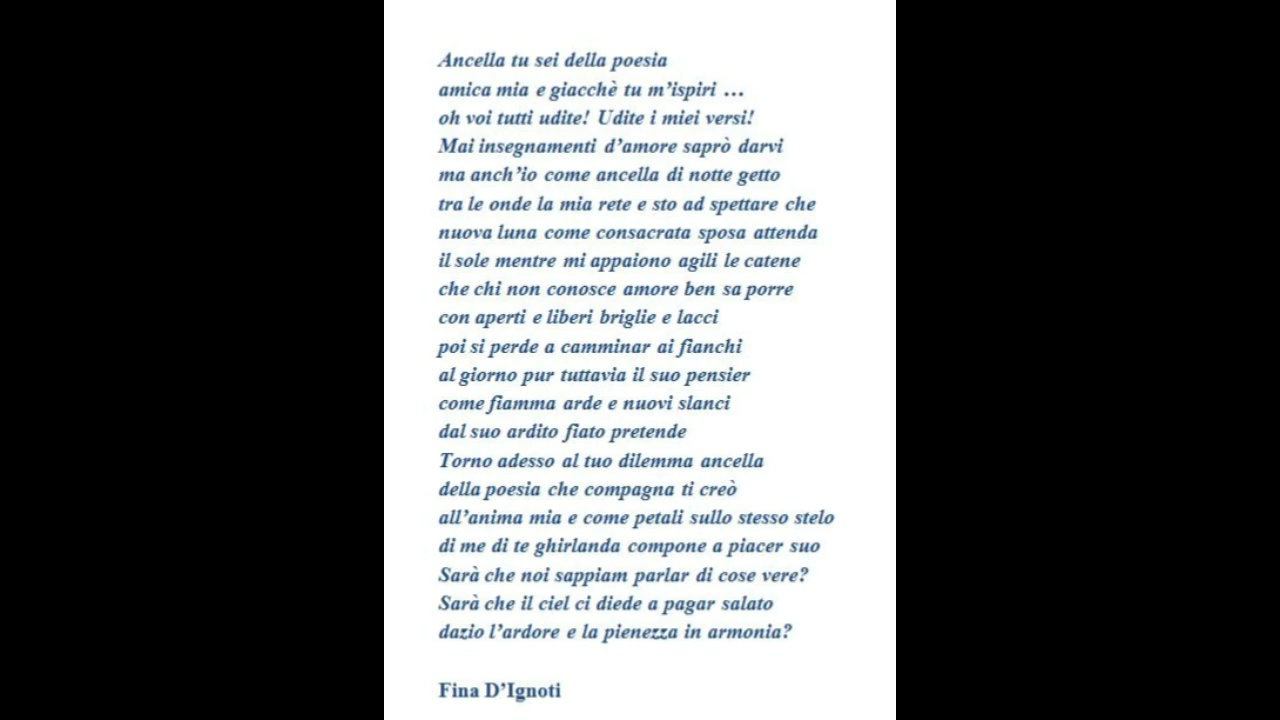 Ancella tu sei della poesia
amica mia e giacchè tu m’ispiri …
oh voi tutti udite! Udite i miei versi!
Mai insegnamenti d’amore saprò darvi
ma anch’io come ancella di notte getto
tra le onde la mia rete e sto ad spettare che
nuova luna come consacrata sposa attenda
il sole mentre mi appaiono agili le catene
che chi non conosce amore ben sa porre
con aperti e liberi briglie e lacci
poi si perde a camminar ai fianchi
al giorno pur tuttavia il suo pensier
come fiamma arde e nuovi slanci
dal suo ardito fiato pretende
Torno adesso al tuo dilemma ancella
della poesia che compagna ti creò
all’anima mia e come petali sullo stesso stelo
di me di te ghirlanda compone a piacer suo
Sarà che noi sappiam parlar di cose vere?
Sarà che il ciel ci diede a pagar salato
dazio l’ardore e la pienezza in armonia?
Fina D’Ignoti